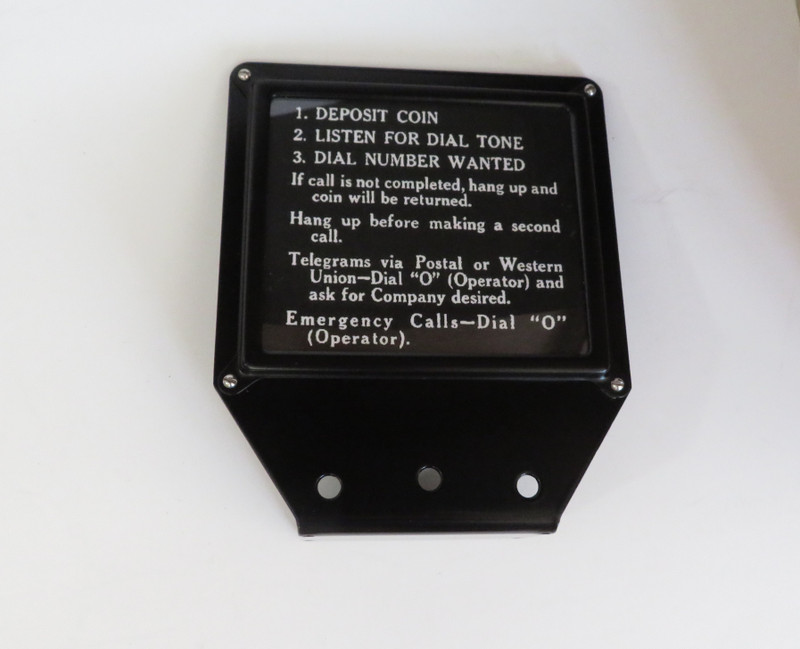 1. DEPOSIT COIN
2. LISTEN FOR DIAL TONE
3. DIAL NUMBER WANTED
If call is not completed, hang up and
coin will be returned.
Hang up before making a second
call.
Telegrams via Postal or Western
Union—Dial “O” (Operator) and
ask for Company desired.
Emergency Calls—Dial “O”
(Operator).